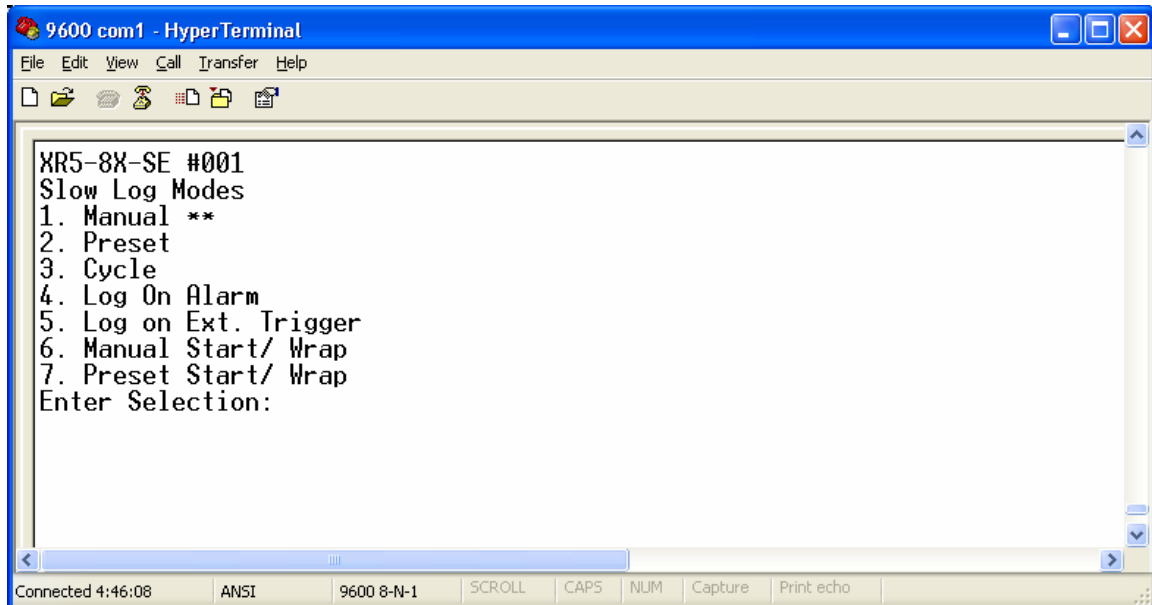 9600 com1 - HyperTerminal
File Edit View Call Transfer Help
XR5-8X-SE #001
Slow Log Modes
1. Manual **
2. Preset
3. Cycle
4. Log On Alarm
5. Log on Ext. Trigger
6. Manual Start/ Wrap
7. Preset Start/ Wrap
Enter Selection:
Connected 4:46:08 ANSI 9600 8-N-1 SCROLL CAPS NUM Capture Print echo